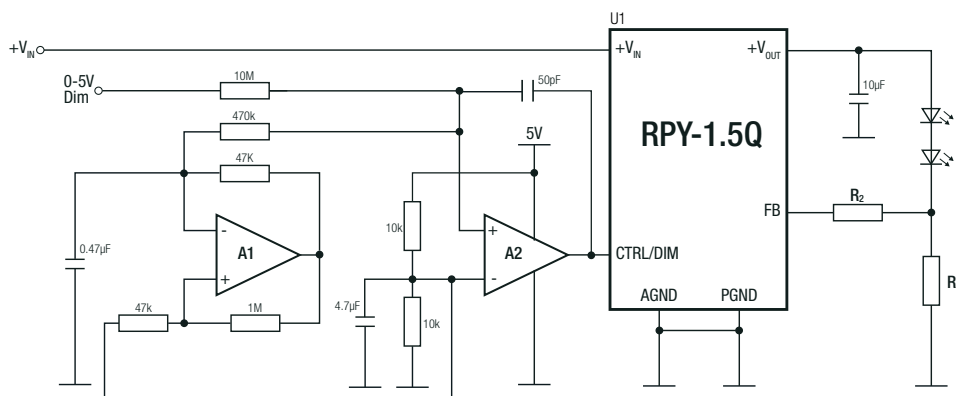 U1
+VIN
+VIN
+VOUT
0-5V
Dim
10M
50pF
10µF
470k
5V
RPY-1.5Q
47K
10k
FB
R2
0.47µF
-
A1
+
+
A2
-
CTRL/DIM
47k
1M
4.7µF
10k
AGND
PGND
R